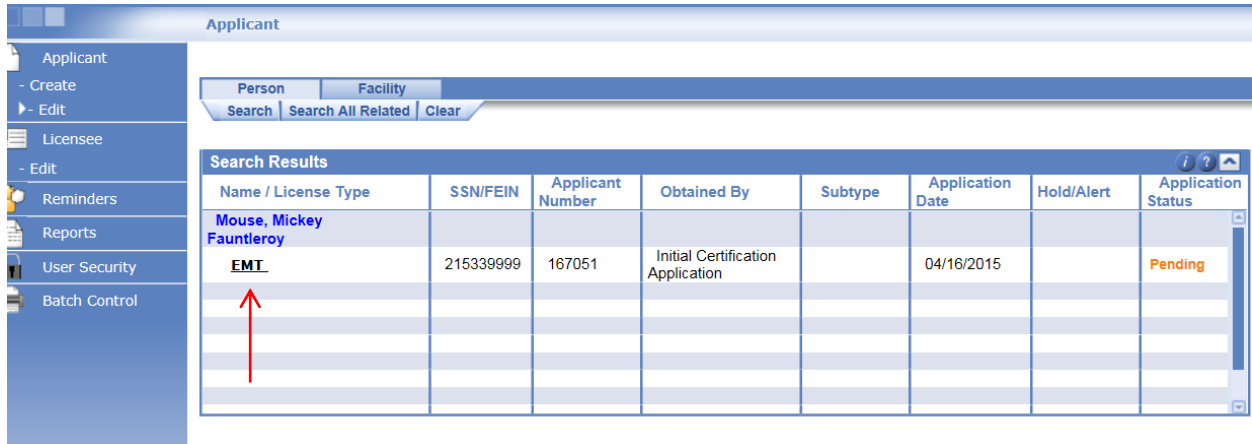 Applicant
Applicant
- Create
- Edit
Licensee
- Edit
Reminders
Reports
User Security
Batch Control
Person Facility
Search Search All Related Clear
Search Results
Name / License Type SSN/FEIN Applicant Number Obtained By Subtype Application Date Hold/Alert Application Status
Mouse, Mickey
Fauntleroy
EMT 215339999 167051 Initial Certification Application 04/16/2015 Pending